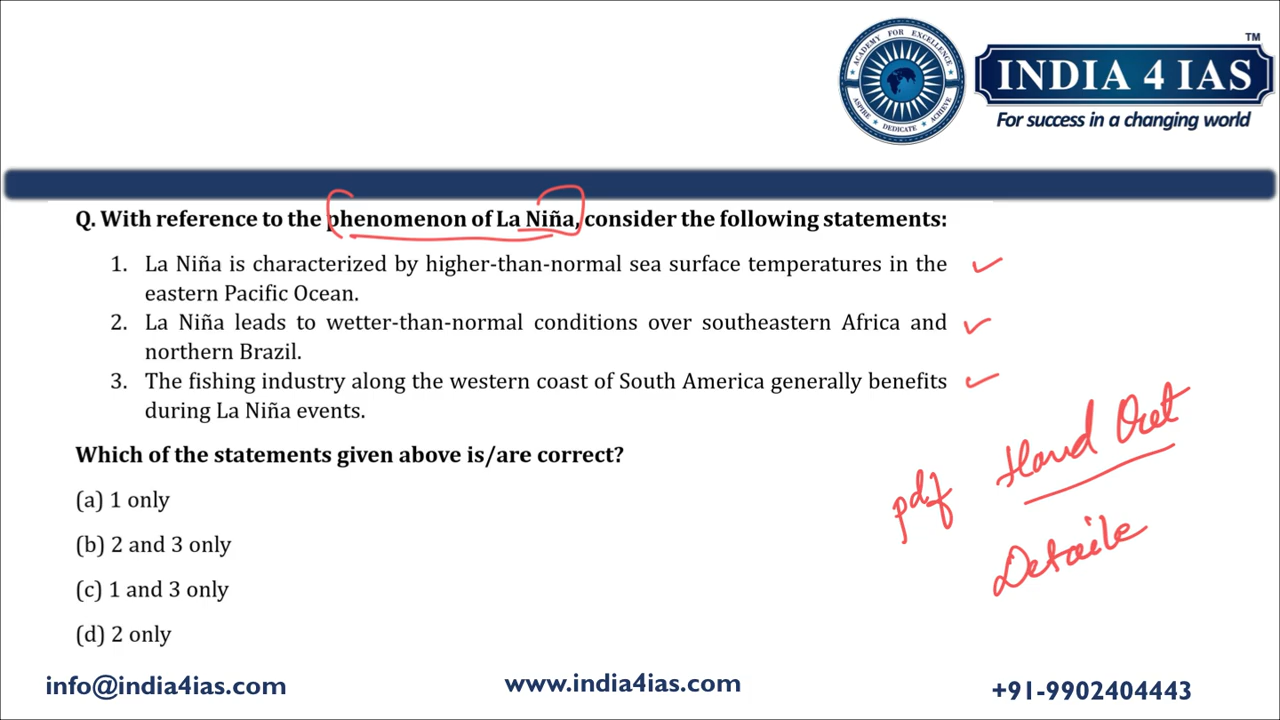 ACADEMY FOR EXCELLENCE
ASPIRE DEDICATE ACHIEVE
TM
INDIA 4 IAS
For success in a changing world
Q. With reference to the phenomenon of La Niña, consider the following statements:
1. La Niña is characterized by higher-than-normal sea surface temperatures in the
eastern Pacific Ocean.
2. La Niña leads to wetter-than-normal conditions over southeastern Africa and
northern Brazil.
3. The fishing industry along the western coast of South America generally benefits
during La Niña events.
Which of the statements given above is/are correct?
pdf Hand Out
(a) 1 only
(b) 2 and 3 only
Detaile
(c) 1 and 3 only
(d) 2 only
info@india4ias.com
www.india4ias.com
+91-9902404443